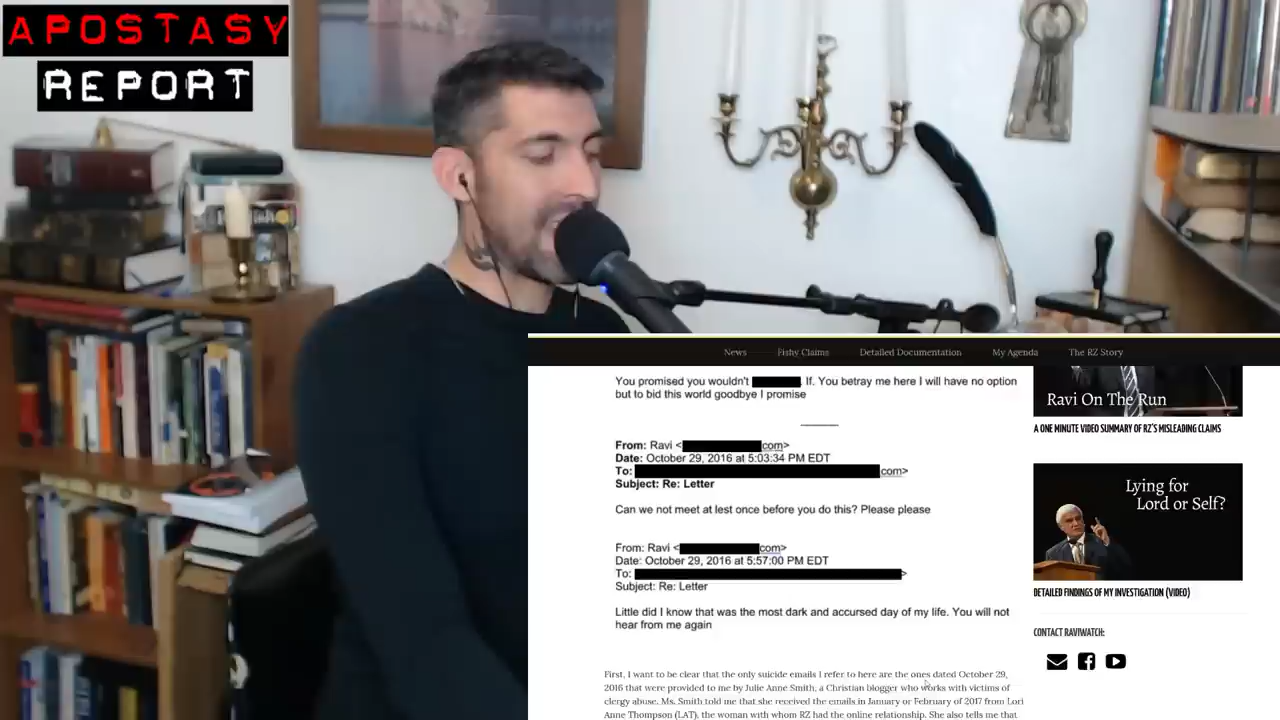 APOSTASY
REPORT
News Fishy Claims Detailed Documentation My Agenda The RZ Story
You promised you wouldn't . If. You betray me here I will have no option
but to bid this world goodbye I promise
From: Ravi < com>
Date: October 29, 2016 at 5:03:34 PM EDT
To: com>
Subject: Re: Letter
Can we not meet at lest once before you do this? Please please
From: Ravi < com>
Date: October 29, 2016 at 5:57:00 PM EDT
To: >
Subject: Re: Letter
Little did I know that was the most dark and accursed day of my life. You will not
hear from me again
First, I want to be clear that the only suicide emails I refer to here are the ones dated October 29,
2016 that were provided to me by Julie Anne Smith, a Christian blogger who works with victims of
clergy abuse. Ms. Smith told me that she received the emails in January or February of 2017 from Lori
Anne Thompson (LAT), the woman with whom RZ had the online relationship. She also tells me that
Ravi On The Run
A ONE MINUTE VIDEO SUMMARY OF RZ'S MISLEADING CLAIMS
Lying for
Lord or Self?
DETAILED FINDINGS OF MY INVESTIGATION (VIDEO)
CONTACT RAVIWATCH: